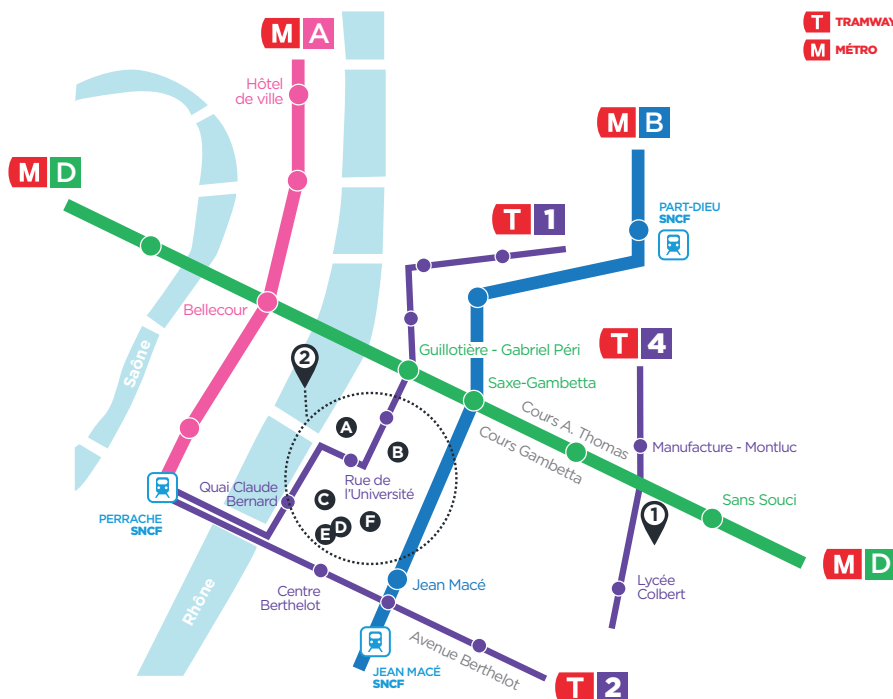 M A
T TRAMWAY
M MÉTRO
Hôtel
de ville
M B
M D
PART-DIEU
SNCF
T 1
Bellecour
Saône
Guillotière - Gabriel Péri
T 4
2
Saxe-Gambetta
Cours A. Thomas
Cours Gambetta
A
B
Manufacture - Montluc
Rue de
l'Université
Quai Claude
Bernard
C
Sans Souci
PERRACHE
SNCF
E
D
F
1
M D
Centre
Berthelot
Jean Macé
Lycée
Colbert
Rhône
Avenue Berthelot
JEAN MACÉ
SNCF
T 2